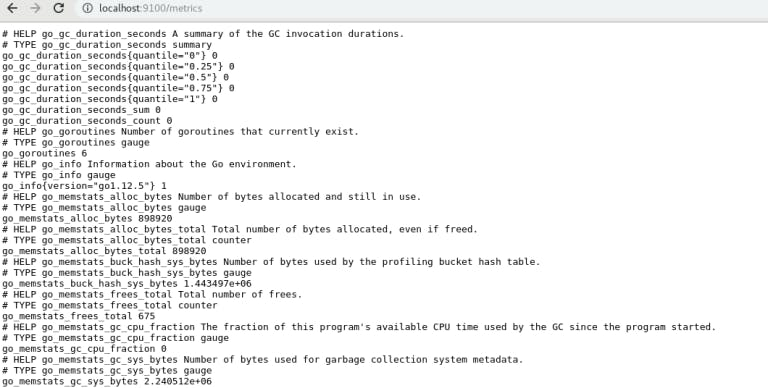 localhost:9100/metrics
# HELP go_gc_duration_seconds A summary of the GC invocation durations.
# TYPE go_gc_duration_seconds summary
go_gc_duration_seconds{quantile="0"} 0
go_gc_duration_seconds{quantile="0.25"} 0
go_gc_duration_seconds{quantile="0.5"} 0
go_gc_duration_seconds{quantile="0.75"} 0
go_gc_duration_seconds{quantile="1"} 0
go_gc_duration_seconds_sum 0
go_gc_duration_seconds_count 0
# HELP go_goroutines Number of goroutines that currently exist.
# TYPE go_goroutines gauge
go_goroutines 6
# HELP go_info Information about the Go environment.
# TYPE go_info gauge
go_info{version="go1.12.5"} 1
# HELP go_memstats_alloc_bytes Number of bytes allocated and still in use.
# TYPE go_memstats_alloc_bytes gauge
go_memstats_alloc_bytes 898920
# HELP go_memstats_alloc_bytes_total Total number of bytes allocated, even if freed.
# TYPE go_memstats_alloc_bytes_total counter
go_memstats_alloc_bytes_total 898920
# HELP go_memstats_buck_hash_sys_bytes Number of bytes used by the profiling bucket hash table.
# TYPE go_memstats_buck_hash_sys_bytes gauge
go_memstats_buck_hash_sys_bytes 1.443497e+06
# HELP go_memstats_frees_total Total number of frees.
# TYPE go_memstats_frees_total counter
go_memstats_frees_total 675
# HELP go_memstats_gc_cpu_fraction The fraction of this program's available CPU time used by the GC since the program started.
# TYPE go_memstats_gc_cpu_fraction gauge
go_memstats_gc_cpu_fraction 0
# HELP go_memstats_gc_sys_bytes Number of bytes used for garbage collection system metadata.
# TYPE go_memstats_gc_sys_bytes gauge
go_memstats_gc_sys_bytes 2.240512e+06